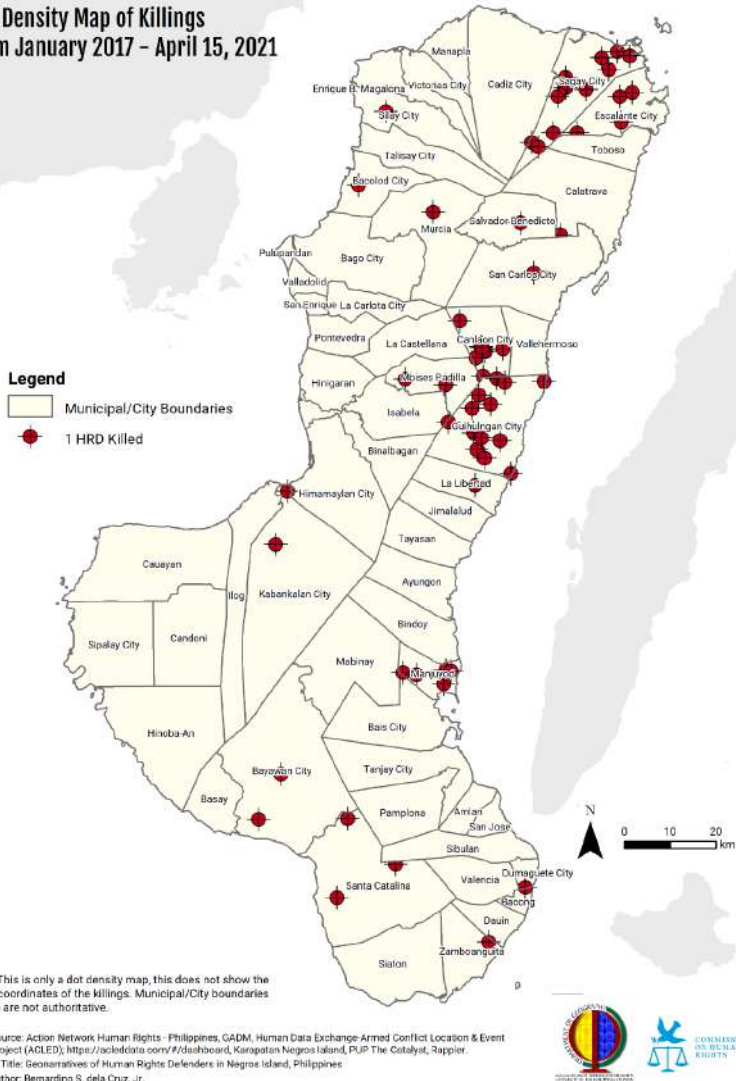 Density Map of Killings
January 2017 - April 15, 2021
Manapla
Enrique B. Magalona
Victorias City
Cadiz City
Sagay City
Silay City
Escalante City
Talisay City
Toboso
Bacolod City
Calatrava
Murcia
Salvador Benedicto
Pulupandan
Bago City
San Carlos City
Valladolid
San Enrique
La Carlota City
Pontevedra
La Castellana
Canlaon City
Vallehermoso
Legend
Municipal/City Boundaries
1 HRD Killed
Hinigaran
Moises Padilla
Isabela
Guihulngan City
Binalbagan
La Libertad
Himamaylan City
Jimalalud
Tayasan
Cauayan
Ilog
Kabankalan City
Ayungon
Bindoy
Sipalay City
Candoni
Mabinay
Manjuyod
Hinoba-An
Bais City
Bayawan City
Tanjay City
Basay
Pamplona
Amlan
San Jose
Sibulan
N
0 10 20
km
Santa Catalina
Valencia
Dumaguete City
Bacong
Dauin
Zamboanguita
Siaton
This is only a dot density map, this does not show the
coordinates of the killings. Municipal/City boundaries
are not authoritative.
Action Network Human Rights - Philippines, GADM, Human Data Exchange-Armed Conflict Location & Event
(ACLED); https://acleddata.com/#/dashboard, Karapatan Negros Island, PUP The Catalyst, Rappler.
Title: Geonarratives of Human Rights Defenders in Negros Island, Philippines
Bernardino S. dela Cruz, Jr.